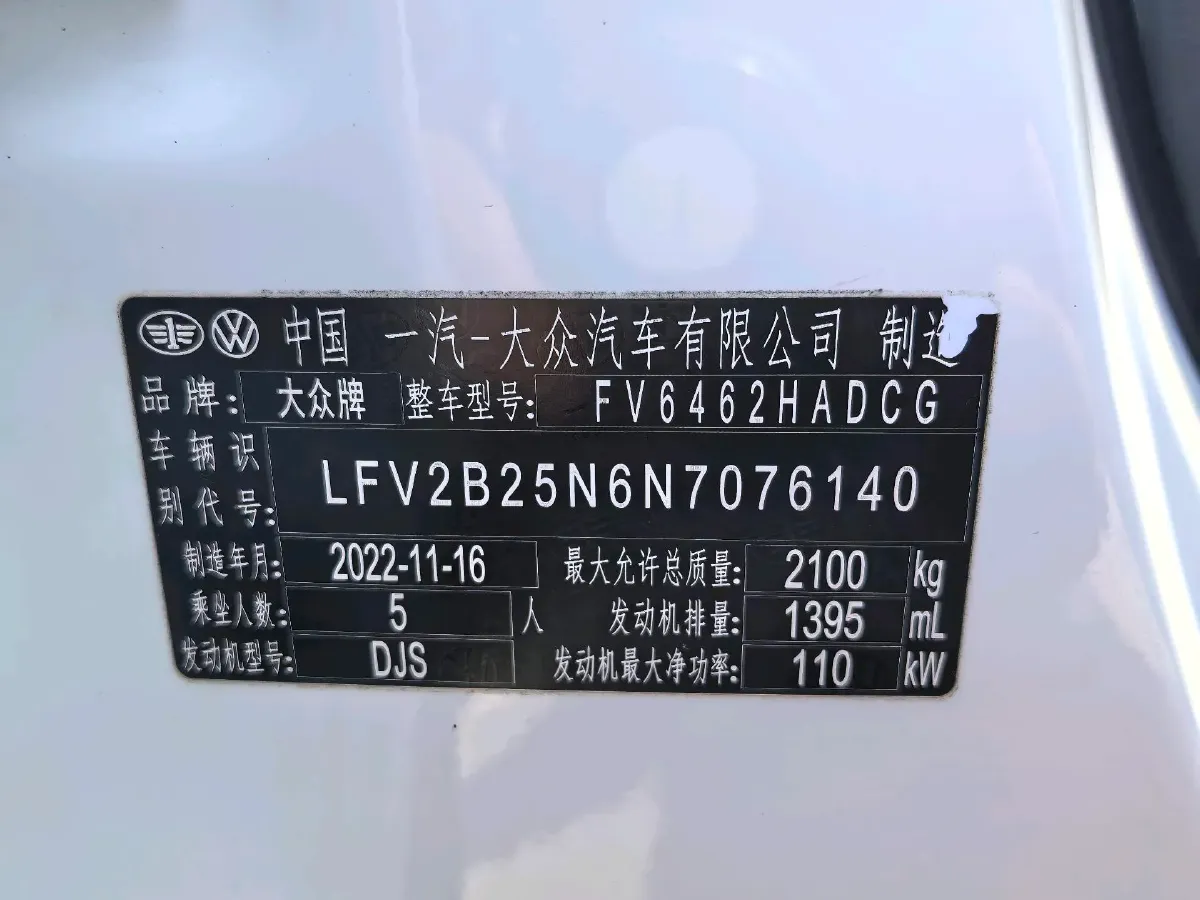 中国 一汽-大众汽车有限公司 制造
品牌: 大众牌 整车型号: FV6462HADCG
车辆识别代号: LFV2B25N6N7076140
制造年月: 2022-11-16 最大允许总质量: 2100 kg
乘坐人数: 5 人 发动机排量: 1395 mL
发动机型号: DJS 发动机最大净功率: 110 kW